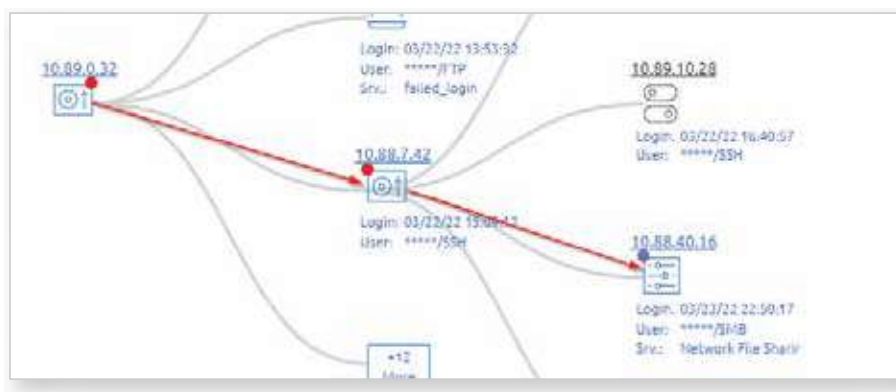 10.89.0.32
Login: 03/22/22 13:53:32
User: *****/FTP
Srv.: failed_login
10.89.10.28
Login: 03/22/22 16:40:57
User: *****/SSH
10.88.7.42
Login: 03/22/22
User: *****/SSH
10.88.40.16
Login: 03/23/22 22:50:17
User: *****/SMB
Srv.: Network File Sharir
+12
More